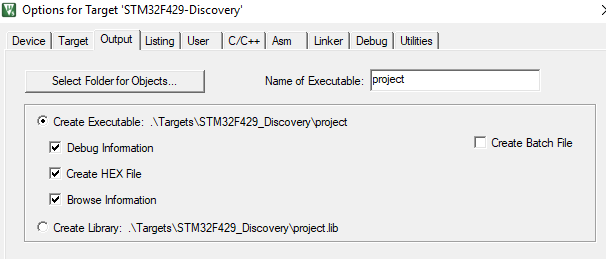 Options for Target 'STM32F429-Discovery'
Device Target Output Listing User C/C++ Asm Linker Debug Utilities
Select Folder for Objects... Name of Executable: project
Create Executable: .\Targets\STM32F429_Discovery\project
Debug Information Create Batch File
Create HEX File
Browse Information
Create Library: .\Targets\STM32F429_Discovery\project.lib